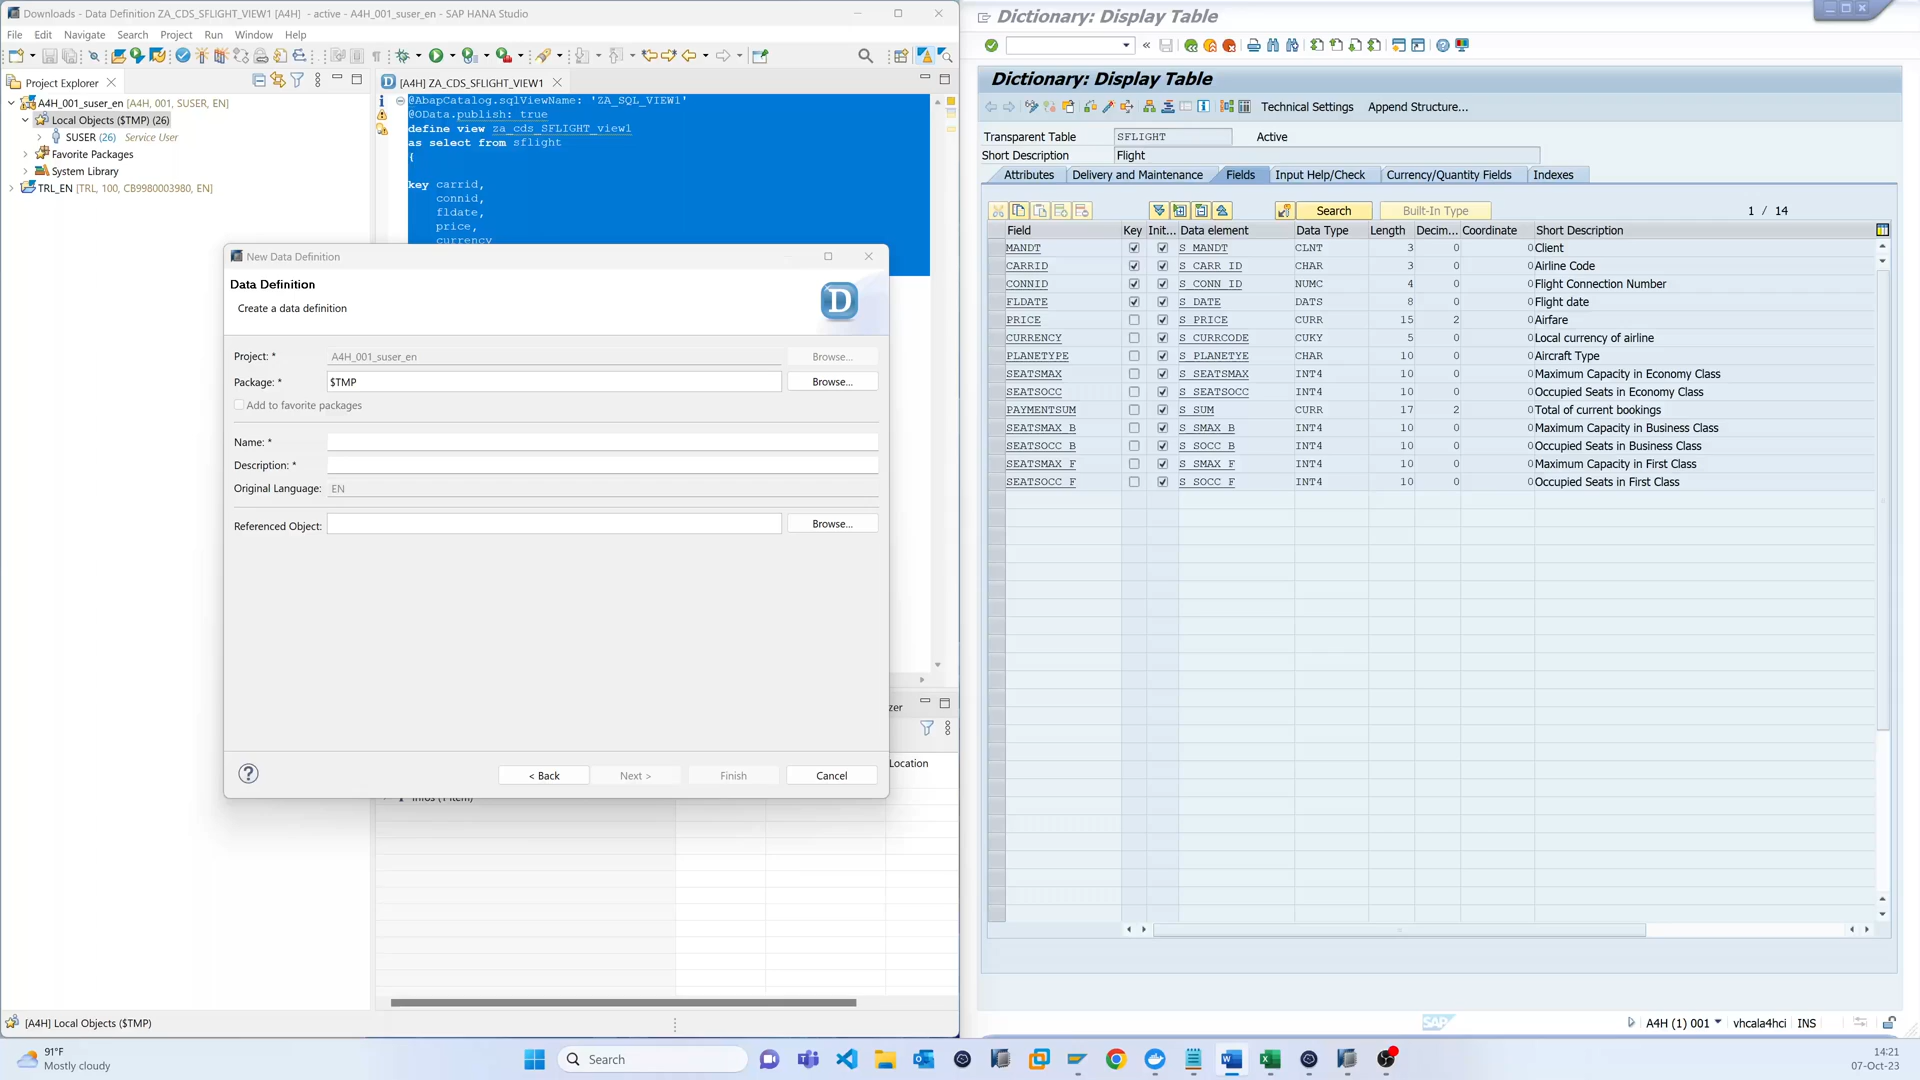 Downloads - Data Definition ZA_CDS_SFLIGHT_VIEW1 [A4H] - active - A4H_001_suser_en - SAP HANA Studio
File Edit Navigate Search Project Run Window Help
Project Explorer
A4H_001_suser_en [A4H, 001, SUSER, EN]
Local Objects ($TMP) (26)
SUSER (26) Service User
Favorite Packages
System Library
TRL_EN [TRL, 100, CB9980003980, EN]
[A4H] ZA_CDS_SFLIGHT_VIEW1
@AbapCatalog.sqlViewName: 'ZA_SQL_VIEW1'
@OData.publish: true
define view za_cds_SFLIGHT_view1
as select from sflight
{
key carrid,
connid,
fldate,
price,
currency
New Data Definition
Data Definition
Create a data definition
D
Project: * A4H_001_suser_en Browse...
Package: * $TMP Browse...
Add to favorite packages
Name: *
Description: *
Original Language: EN
Referenced Object: Browse...
< Back Next > Finish Cancel
zer
Location
Infos (1 item)
[A4H] Local Objects ($TMP)
Dictionary: Display Table
Dictionary: Display Table
Technical Settings Append Structure...
Transparent Table SFLIGHT Active
Short Description Flight
Attributes Delivery and Maintenance Fields Input Help/Check Currency/Quantity Fields Indexes
Search Built-In Type 1 / 14
Field Key Init... Data element Data Type Length Decim... Coordinate Short Description
MANDT S_MANDT CLNT 3 0 0 Client
CARRID S_CARR_ID CHAR 3 0 0 Airline Code
CONNID S_CONN_ID NUMC 4 0 0 Flight Connection Number
FLDATE S_DATE DATS 8 0 0 Flight date
PRICE S_PRICE CURR 15 2 0 Airfare
CURRENCY S_CURRCODE CUKY 5 0 0 Local currency of airline
PLANETYPE S_PLANETYE CHAR 10 0 0 Aircraft Type
SEATSMAX S_SEATSMAX INT4 10 0 0 Maximum Capacity in Economy Class
SEATSOCC S_SEATSOCC INT4 10 0 0 Occupied Seats in Economy Class
PAYMENTSUM S_SUM CURR 17 2 0 Total of current bookings
SEATSMAX_B S_SMAX_B INT4 10 0 0 Maximum Capacity in Business Class
SEATSOCC_B S_SOCC_B INT4 10 0 0 Occupied Seats in Business Class
SEATSMAX_F S_SMAX_F INT4 10 0 0 Maximum Capacity in First Class
SEATSOCC_F S_SOCC_F INT4 10 0 0 Occupied Seats in First Class
SAP
A4H (1) 001 vhcala4hci INS
91°F
Mostly cloudy
Search
14:21
07-Oct-23